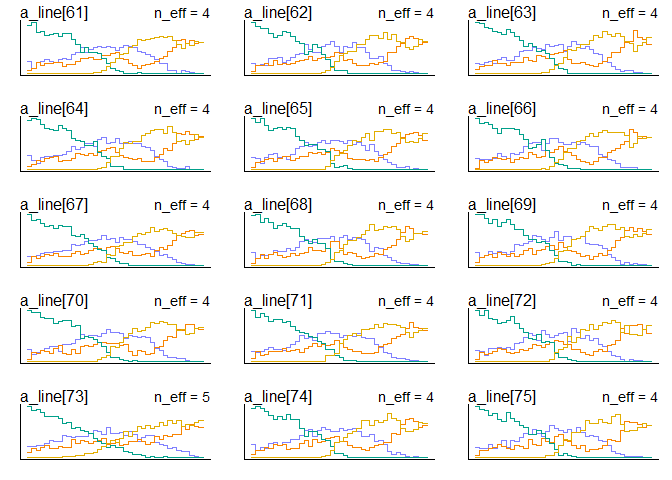 a_line[61] n_eff = 4
a_line[62] n_eff = 4
a_line[63] n_eff = 4
a_line[64] n_eff = 4
a_line[65] n_eff = 4
a_line[66] n_eff = 4
a_line[67] n_eff = 4
a_line[68] n_eff = 4
a_line[69] n_eff = 4
a_line[70] n_eff = 4
a_line[71] n_eff = 4
a_line[72] n_eff = 4
a_line[73] n_eff = 5
a_line[74] n_eff = 4
a_line[75] n_eff = 4